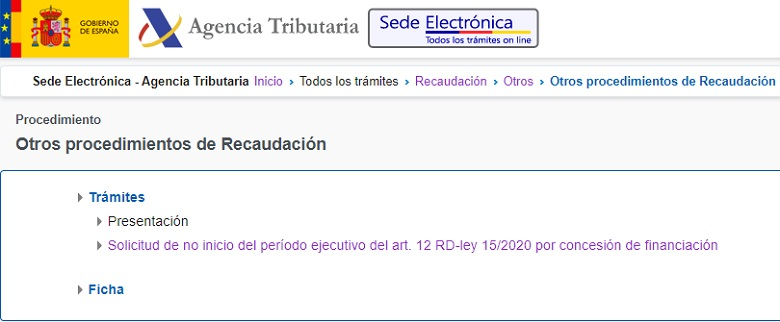 GOBIERNO
DE ESPAÑA
Agencia Tributaria
Sede Electrónica
Todos los trámites on line
Sede Electrónica - Agencia Tributaria Inicio › Todos los trámites › Recaudación › Otros › Otros procedimientos de Recaudación
Procedimiento
Otros procedimientos de Recaudación
Trámites
Presentación
Solicitud de no inicio del período ejecutivo del art. 12 RD-ley 15/2020 por concesión de financiación
Ficha